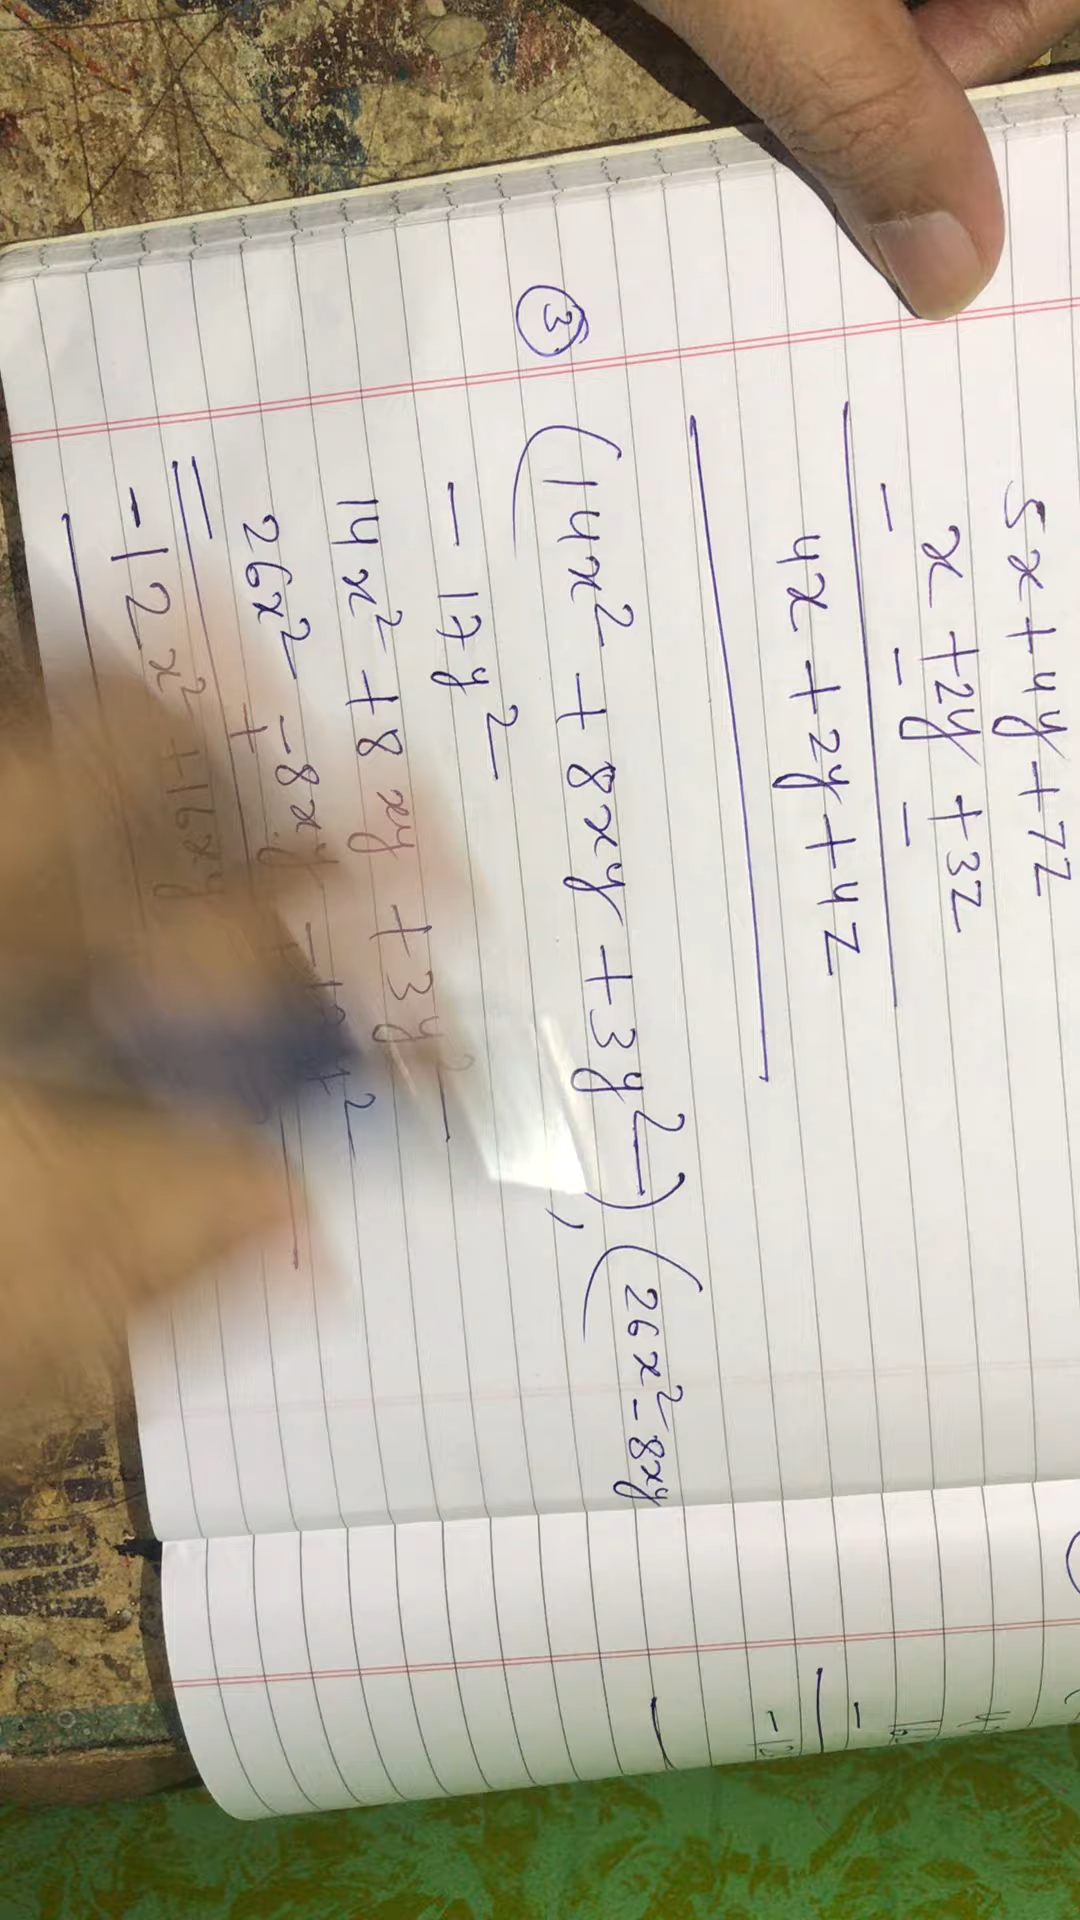 5x + 4y + 7z
x + 2y + 3z
- - -
4x + 2y + 4z
③ (14x² + 8xy + 3y²), (26x² - 8xy
- 17y²
14x² + 8xy + 3y²
26x² - 8xy
= +
-12x² + 16xy